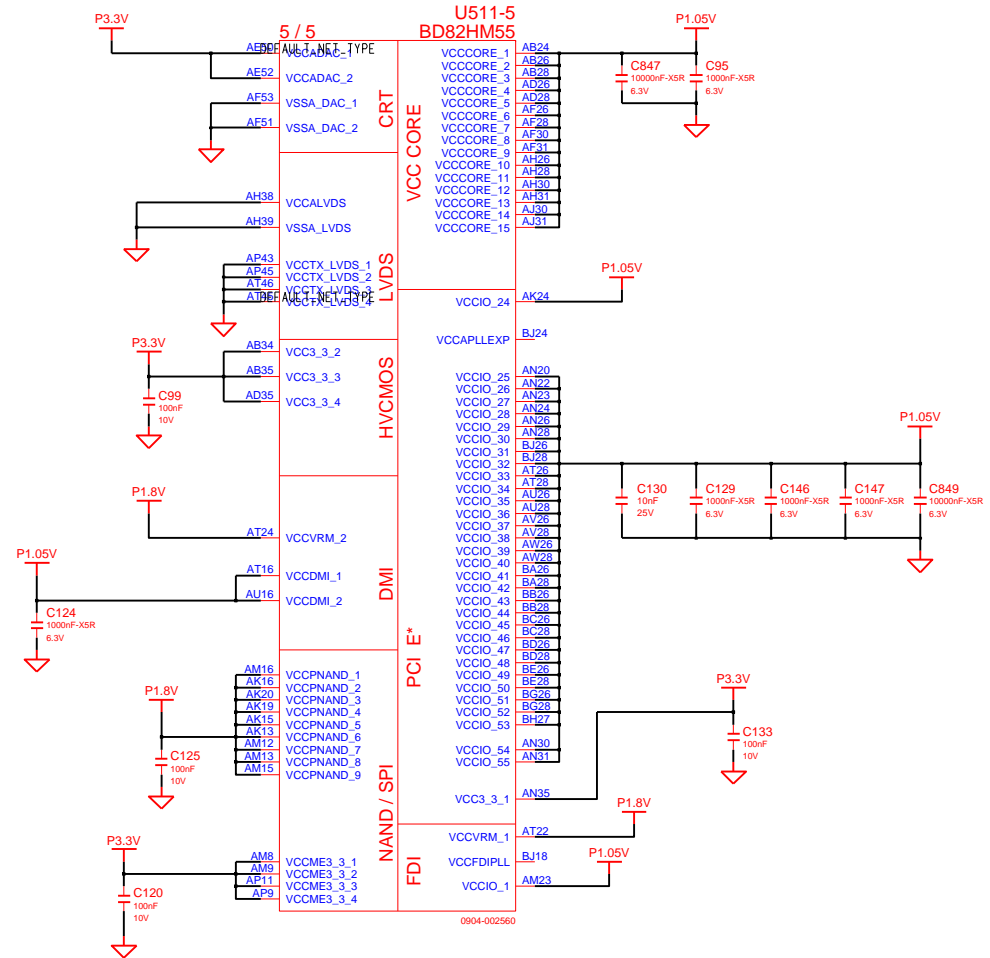 U511-5
5 / 5
BD82HM55
P3.3V
DEFAULT_NET_TYPE
VCCADAC_1
AE52
VCCADAC_2
AF53
VSSA_DAC_1
AF51
VSSA_DAC_2
CRT
AH38
VCCALVDS
AH39
VSSA_LVDS
AP43
VCCTX_LVDS_1
AP45
VCCTX_LVDS_2
AT46
VCCTX_LVDS_3
DEFAULT_NET_TYPE
VCCTX_LVDS_4
LVDS
P3.3V
AB34
VCC3_3_2
AB35
VCC3_3_3
AD35
VCC3_3_4
C99
100nF
10V
HVCMOS
P1.8V
AT24
VCCVRM_2
P1.05V
AT16
VCCDMI_1
AU16
VCCDMI_2
C124
1000nF-X5R
6.3V
DMI
P1.8V
AM16
VCCPNAND_1
AK16
VCCPNAND_2
AK20
VCCPNAND_3
AK19
VCCPNAND_4
AK15
VCCPNAND_5
AK13
VCCPNAND_6
AM12
VCCPNAND_7
AM13
VCCPNAND_8
AM15
VCCPNAND_9
C125
100nF
10V
NAND / SPI
P3.3V
AM8
VCCME3_3_1
AM9
VCCME3_3_2
AP11
VCCME3_3_3
AP9
VCCME3_3_4
C120
100nF
10V
VCC CORE
VCCCORE_1
AB24
VCCCORE_2
AB26
VCCCORE_3
AB28
VCCCORE_4
AD26
VCCCORE_5
AD28
VCCCORE_6
AF26
VCCCORE_7
AF28
VCCCORE_8
AF30
VCCCORE_9
AF31
VCCCORE_10
AH26
VCCCORE_11
AH28
VCCCORE_12
AH30
VCCCORE_13
AH31
VCCCORE_14
AJ30
VCCCORE_15
AJ31
P1.05V
C847
10000nF-X5R
6.3V
C95
1000nF-X5R
6.3V
P1.05V
VCCIO_24
AK24
VCCAPLLEXP
BJ24
VCCIO_25
AN20
VCCIO_26
AN22
VCCIO_27
AN23
VCCIO_28
AN24
VCCIO_29
AN26
VCCIO_30
AN28
VCCIO_31
BJ26
VCCIO_32
BJ28
VCCIO_33
AT26
VCCIO_34
AT28
VCCIO_35
AU26
VCCIO_36
AU28
VCCIO_37
AV26
VCCIO_38
AV28
VCCIO_39
AW26
VCCIO_40
AW28
VCCIO_41
BA26
VCCIO_42
BA28
VCCIO_43
BB26
VCCIO_44
BB28
VCCIO_45
BC26
VCCIO_46
BC28
VCCIO_47
BD26
VCCIO_48
BD28
VCCIO_49
BE26
VCCIO_50
BE28
VCCIO_51
BG26
VCCIO_52
BG28
VCCIO_53
BH27
VCCIO_54
AN30
VCCIO_55
AN31
PCI E*
P1.05V
C130
10nF
25V
C129
1000nF-X5R
6.3V
C146
1000nF-X5R
6.3V
C147
1000nF-X5R
6.3V
C849
10000nF-X5R
6.3V
VCC3_3_1
AN35
P3.3V
C133
100nF
10V
FDI
VCCVRM_1
AT22
P1.8V
VCCFDIPLL
BJ18
VCCIO_1
AM23
P1.05V
0904-002560